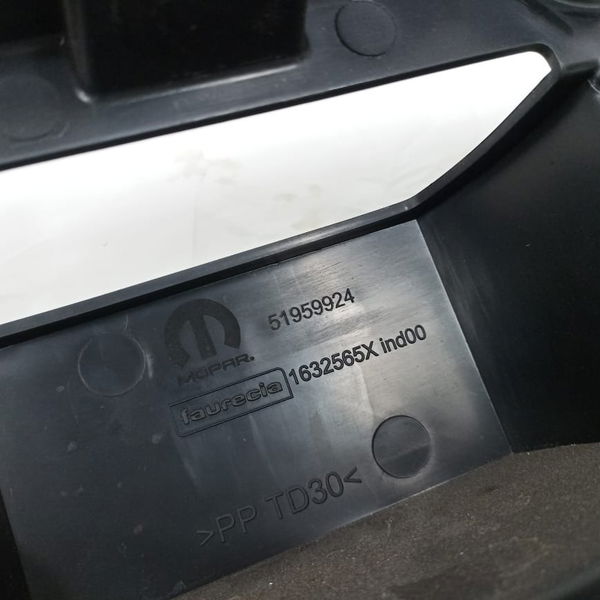 51959924
MOPAR.
faurecia 1632565X ind00
>PP TD30<